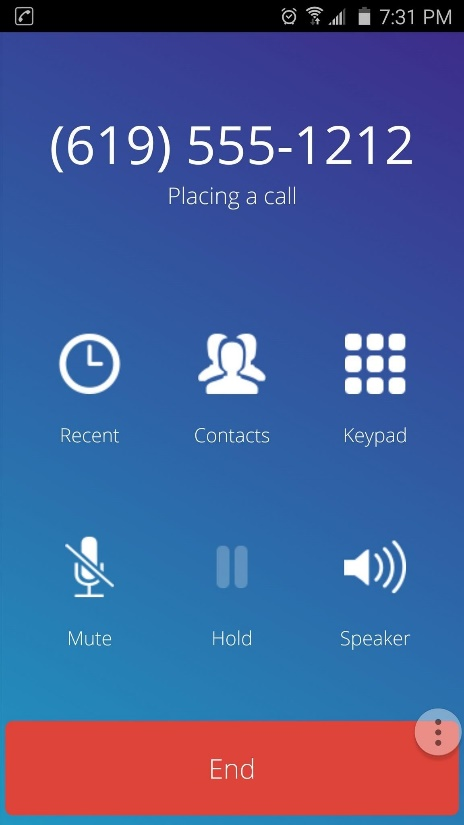 7:31 PM
(619) 555-1212
Placing a call
Recent Contacts Keypad
Mute Hold Speaker
End